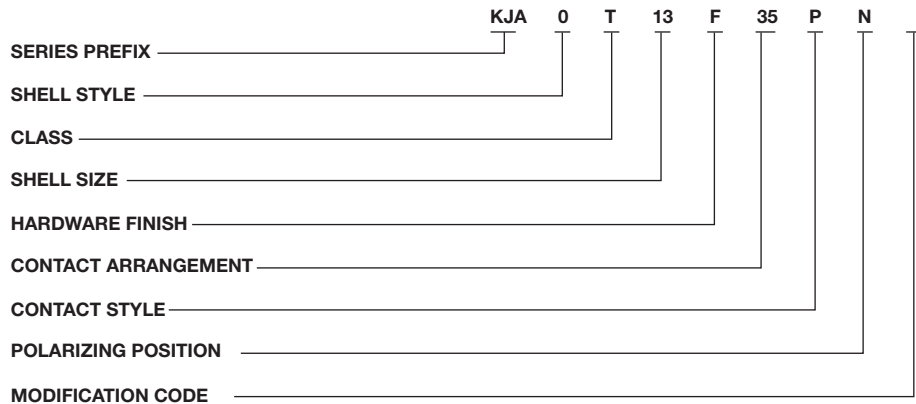 KJA 0 T 13 F 35 P N
SERIES PREFIX
SHELL STYLE
CLASS
SHELL SIZE
HARDWARE FINISH
CONTACT ARRANGEMENT
CONTACT STYLE
POLARIZING POSITION
MODIFICATION CODE